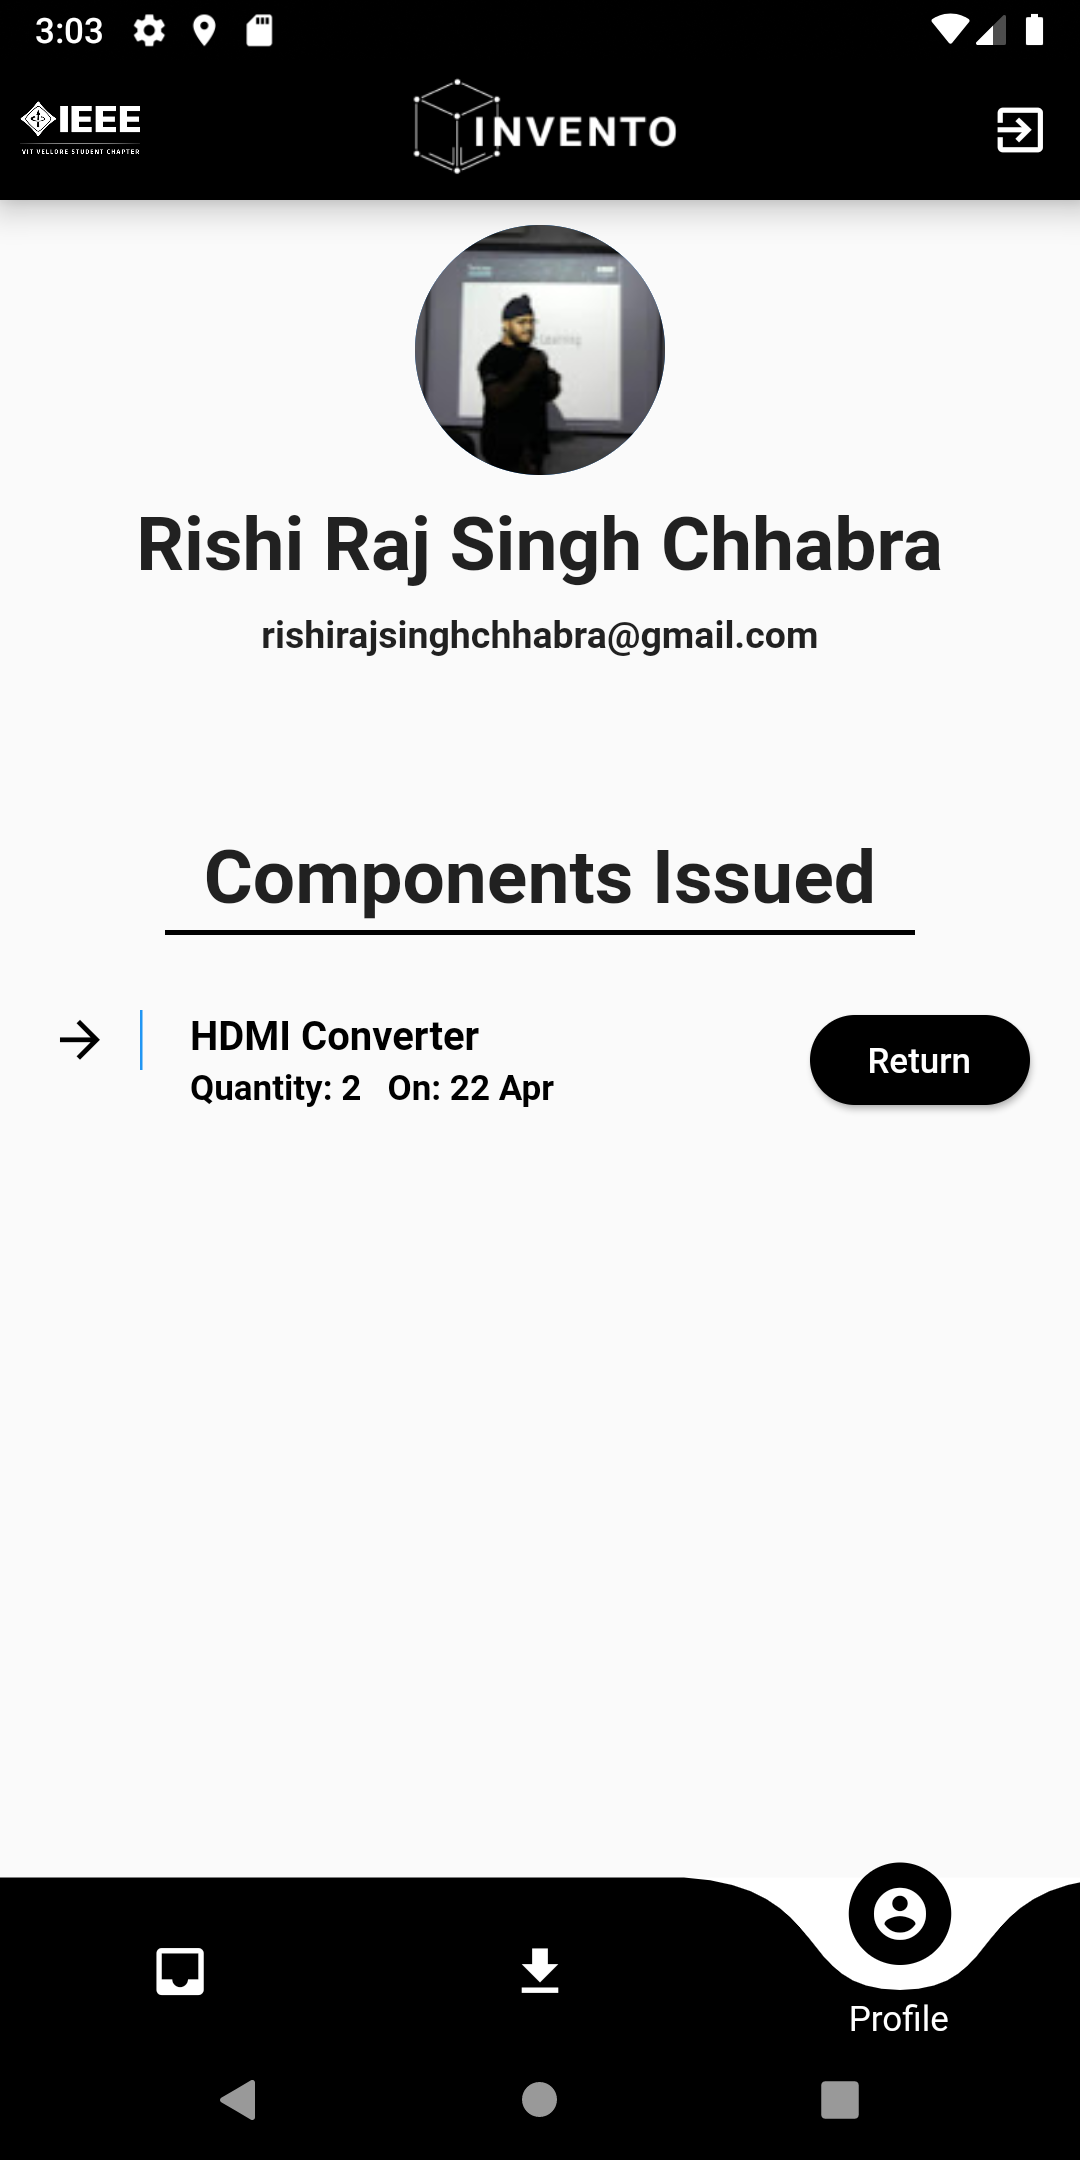 3:03
IEEE
VIT VELLORE STUDENT CHAPTER
INVENTO
Learning
Rishi Raj Singh Chhabra
rishirajsinghchhabra@gmail.com
Components Issued
HDMI Converter
Quantity: 2 On: 22 Apr
Return
Profile